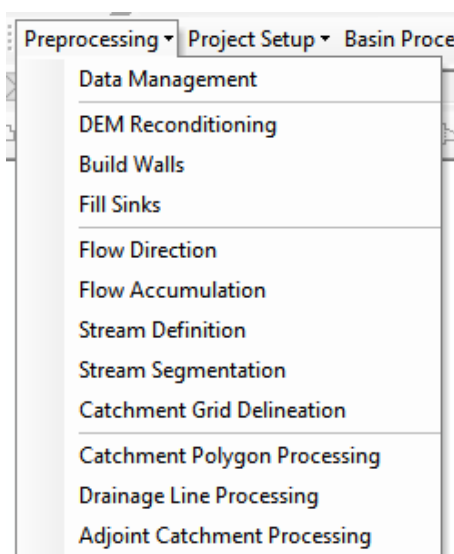 Preprocessing Project Setup Basin Proce
Data Management
DEM Reconditioning
Build Walls
Fill Sinks
Flow Direction
Flow Accumulation
Stream Definition
Stream Segmentation
Catchment Grid Delineation
Catchment Polygon Processing
Drainage Line Processing
Adjoint Catchment Processing